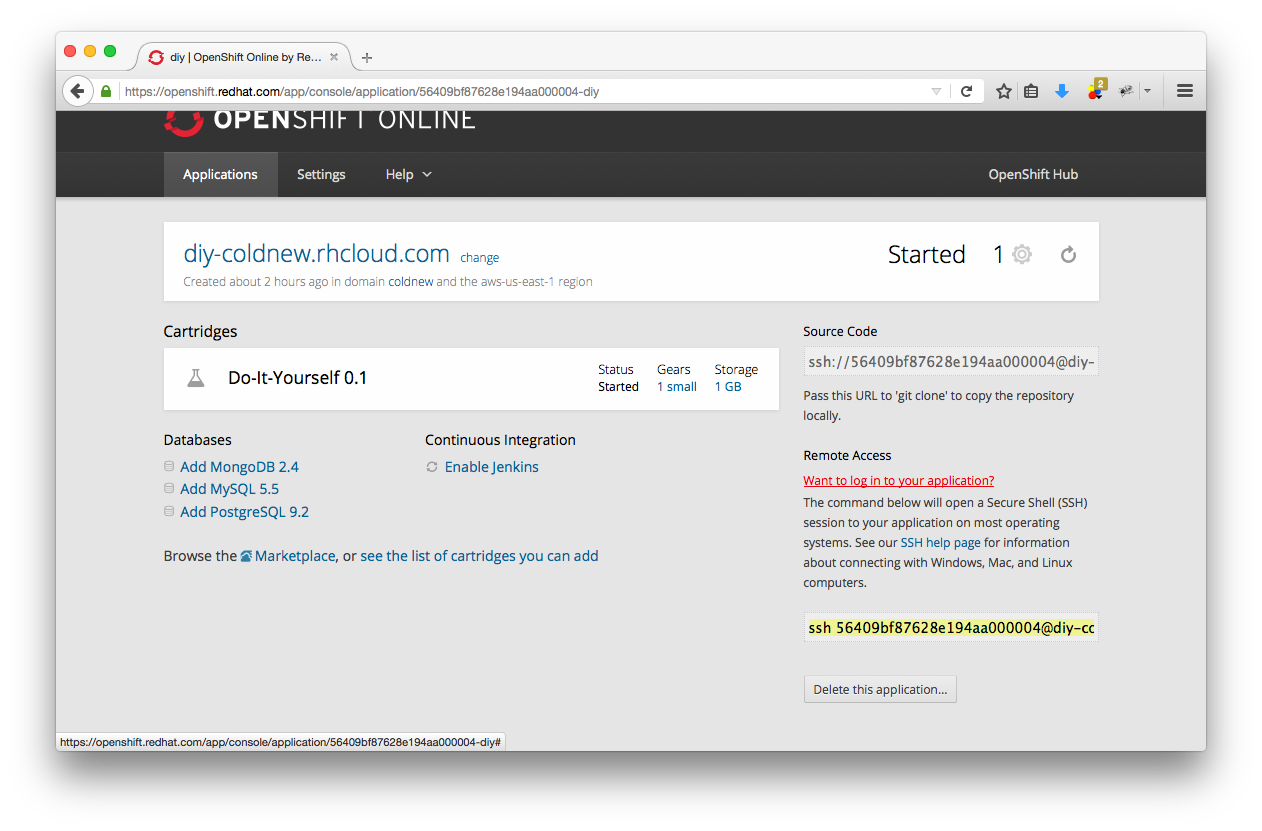 diy | OpenShift Online by Re...
https://openshift.redhat.com/app/console/application/56409bf87628e194aa000004-diy
2
OPENSHIFT ONLINE
Applications Settings Help OpenShift Hub
diy-coldnew.rhcloud.com change
Started 1
Created about 2 hours ago in domain coldnew and the aws-us-east-1 region
Cartridges
Do-It-Yourself 0.1
Status Gears Storage
Started 1 small 1 GB
Databases
Add MongoDB 2.4
Add MySQL 5.5
Add PostgreSQL 9.2
Continuous Integration
Enable Jenkins
Browse the Marketplace, or see the list of cartridges you can add
Source Code
ssh://56409bf87628e194aa000004@diy-
Pass this URL to 'git clone' to copy the repository
locally.
Remote Access
Want to log in to your application?
The command below will open a Secure Shell (SSH)
session to your application on most operating
systems. See our SSH help page for information
about connecting with Windows, Mac, and Linux
computers.
ssh 56409bf87628e194aa000004@diy-co
Delete this application...
https://openshift.redhat.com/app/console/application/56409bf87628e194aa000004-diy#